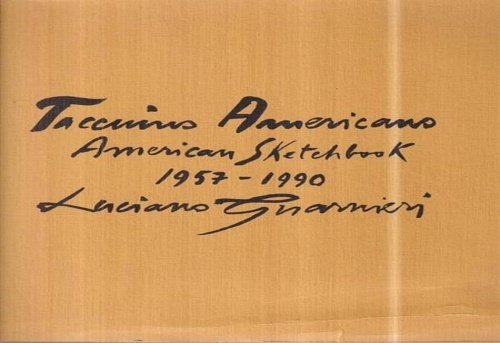 Taccuino Americano
American Sketchbook
1957-1990
Luciano Guarnieri